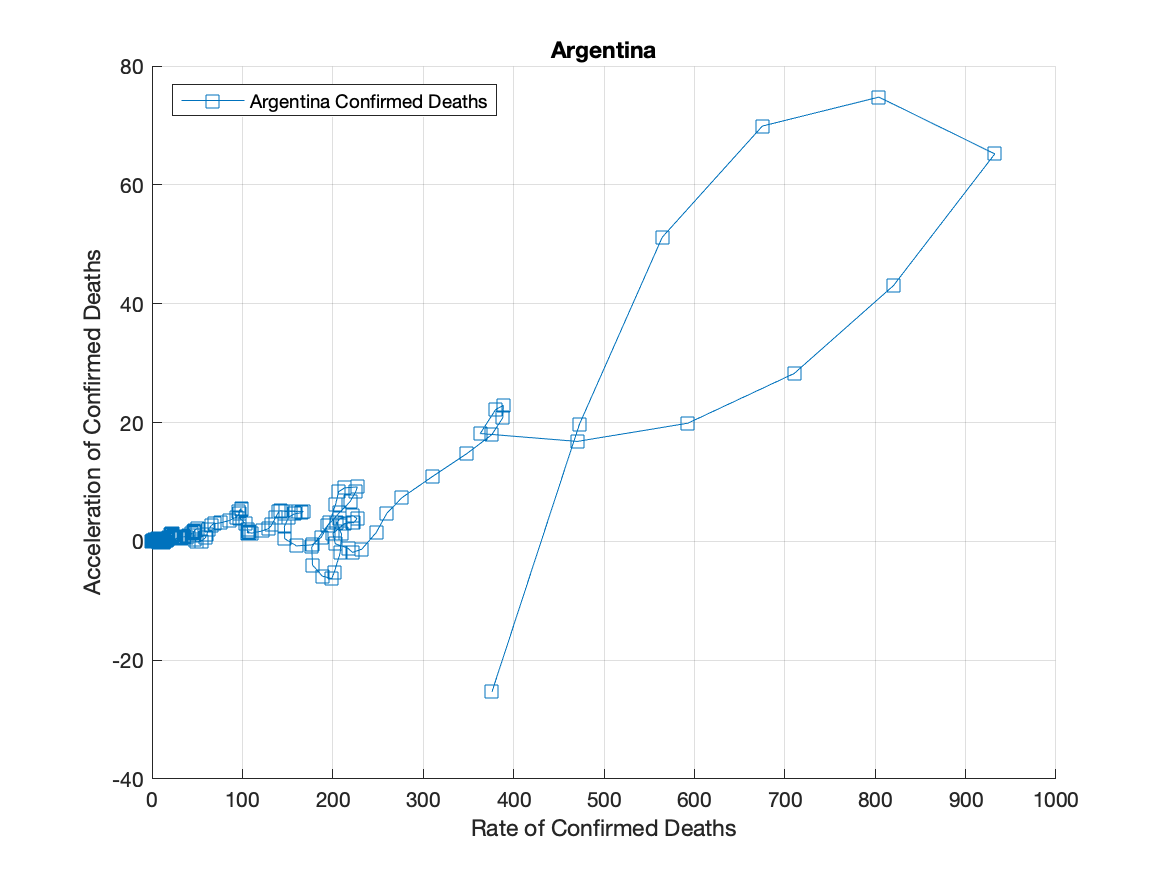 Argentina
Argentina Confirmed Deaths
80
60
40
20
0
-20
-40
Acceleration of Confirmed Deaths
0 100 200 300 400 500 600 700 800 900 1000
Rate of Confirmed Deaths